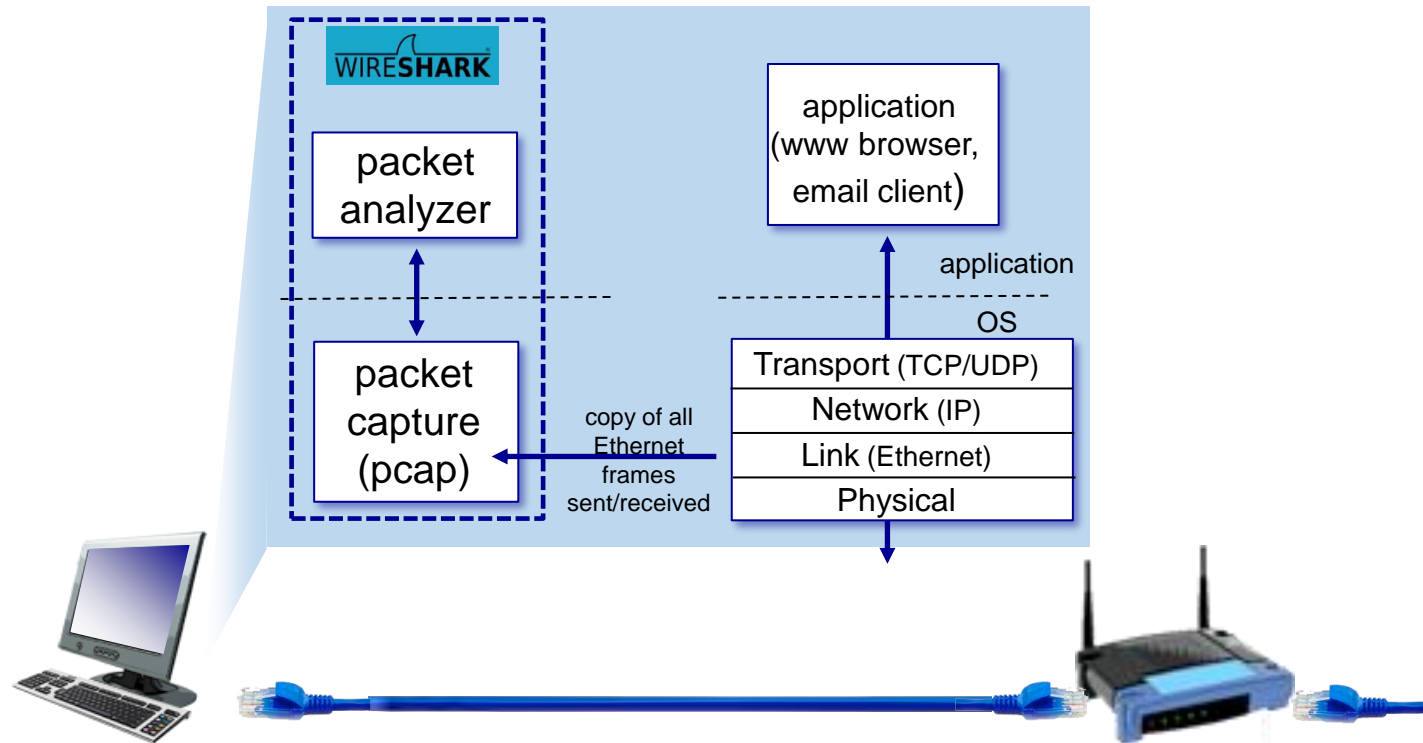 WIRESHARK
packet
analyzer
packet
capture
(pcap)
copy of all
Ethernet
frames
sent/received
application
(www browser,
email client)
application
OS
Transport (TCP/UDP)
Network (IP)
Link (Ethernet)
Physical